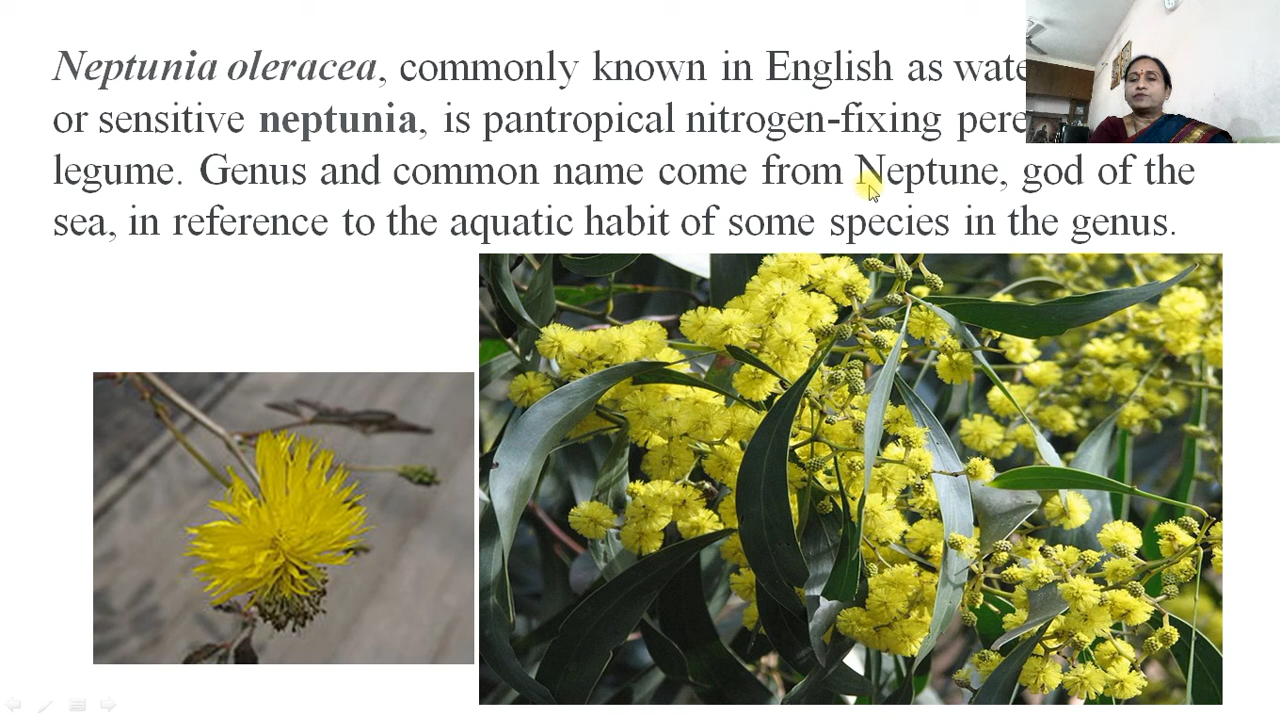 Neptunia oleracea, commonly known in English as
or sensitive neptunia, is pantropical nitrogen-fixing
legume. Genus and common name come from Neptune, god of the
sea, in reference to the aquatic habit of some species in the genus.